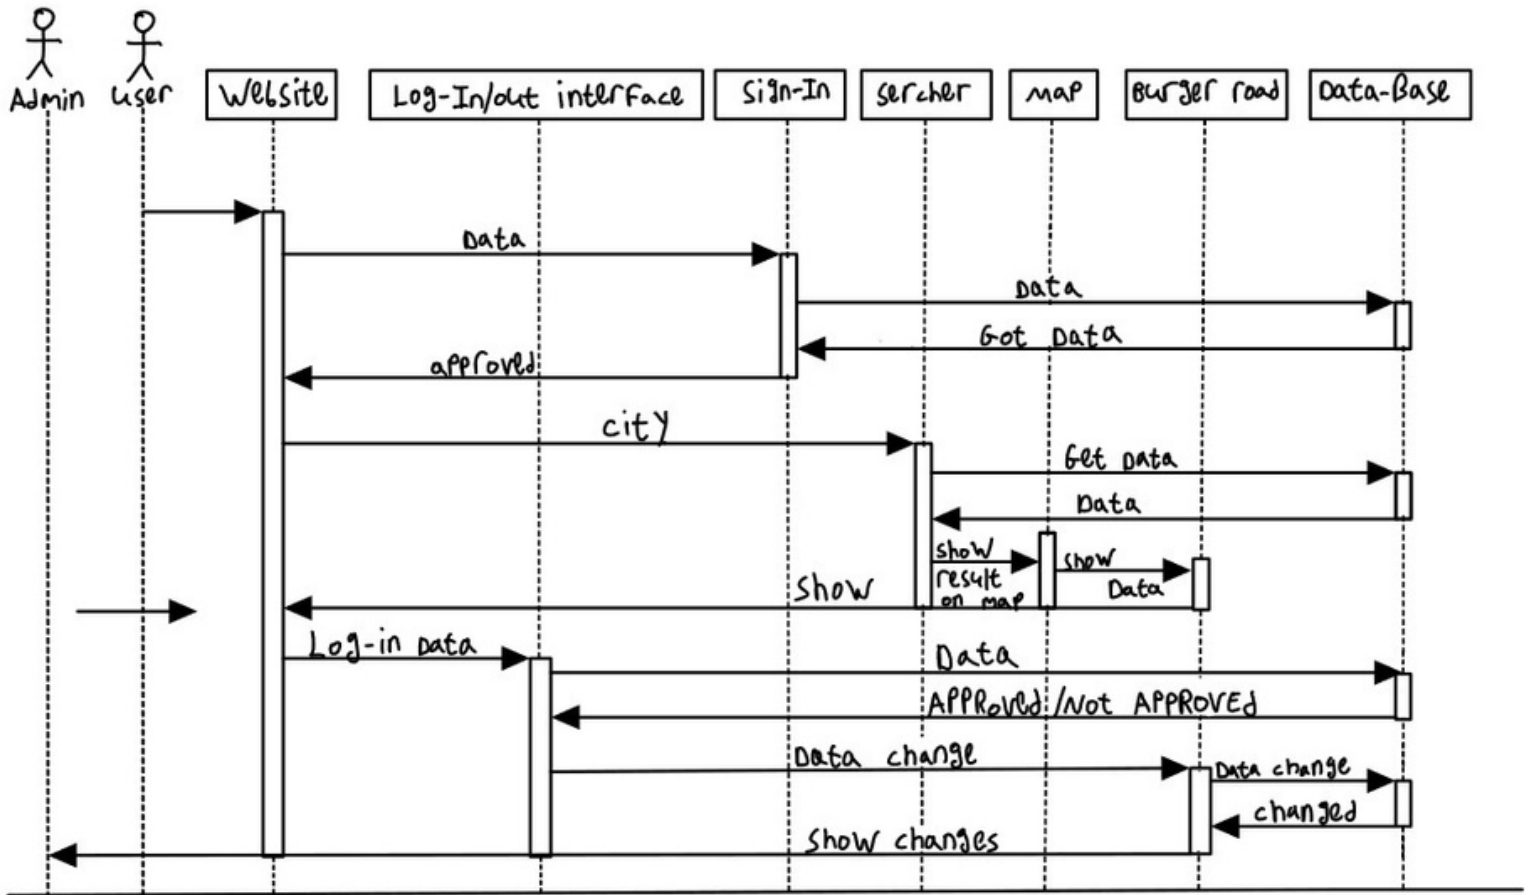 Admin
User
Website
Log-In/out interface
Sign-In
sercher
map
Burger road
Data-Base
Data
Data
Got Data
approved
city
Get Data
Data
show
result
on map
show
Data
show
Log-in Data
Data
APPRoved/Not APPROVEd
Data change
Data change
changed
Show changes